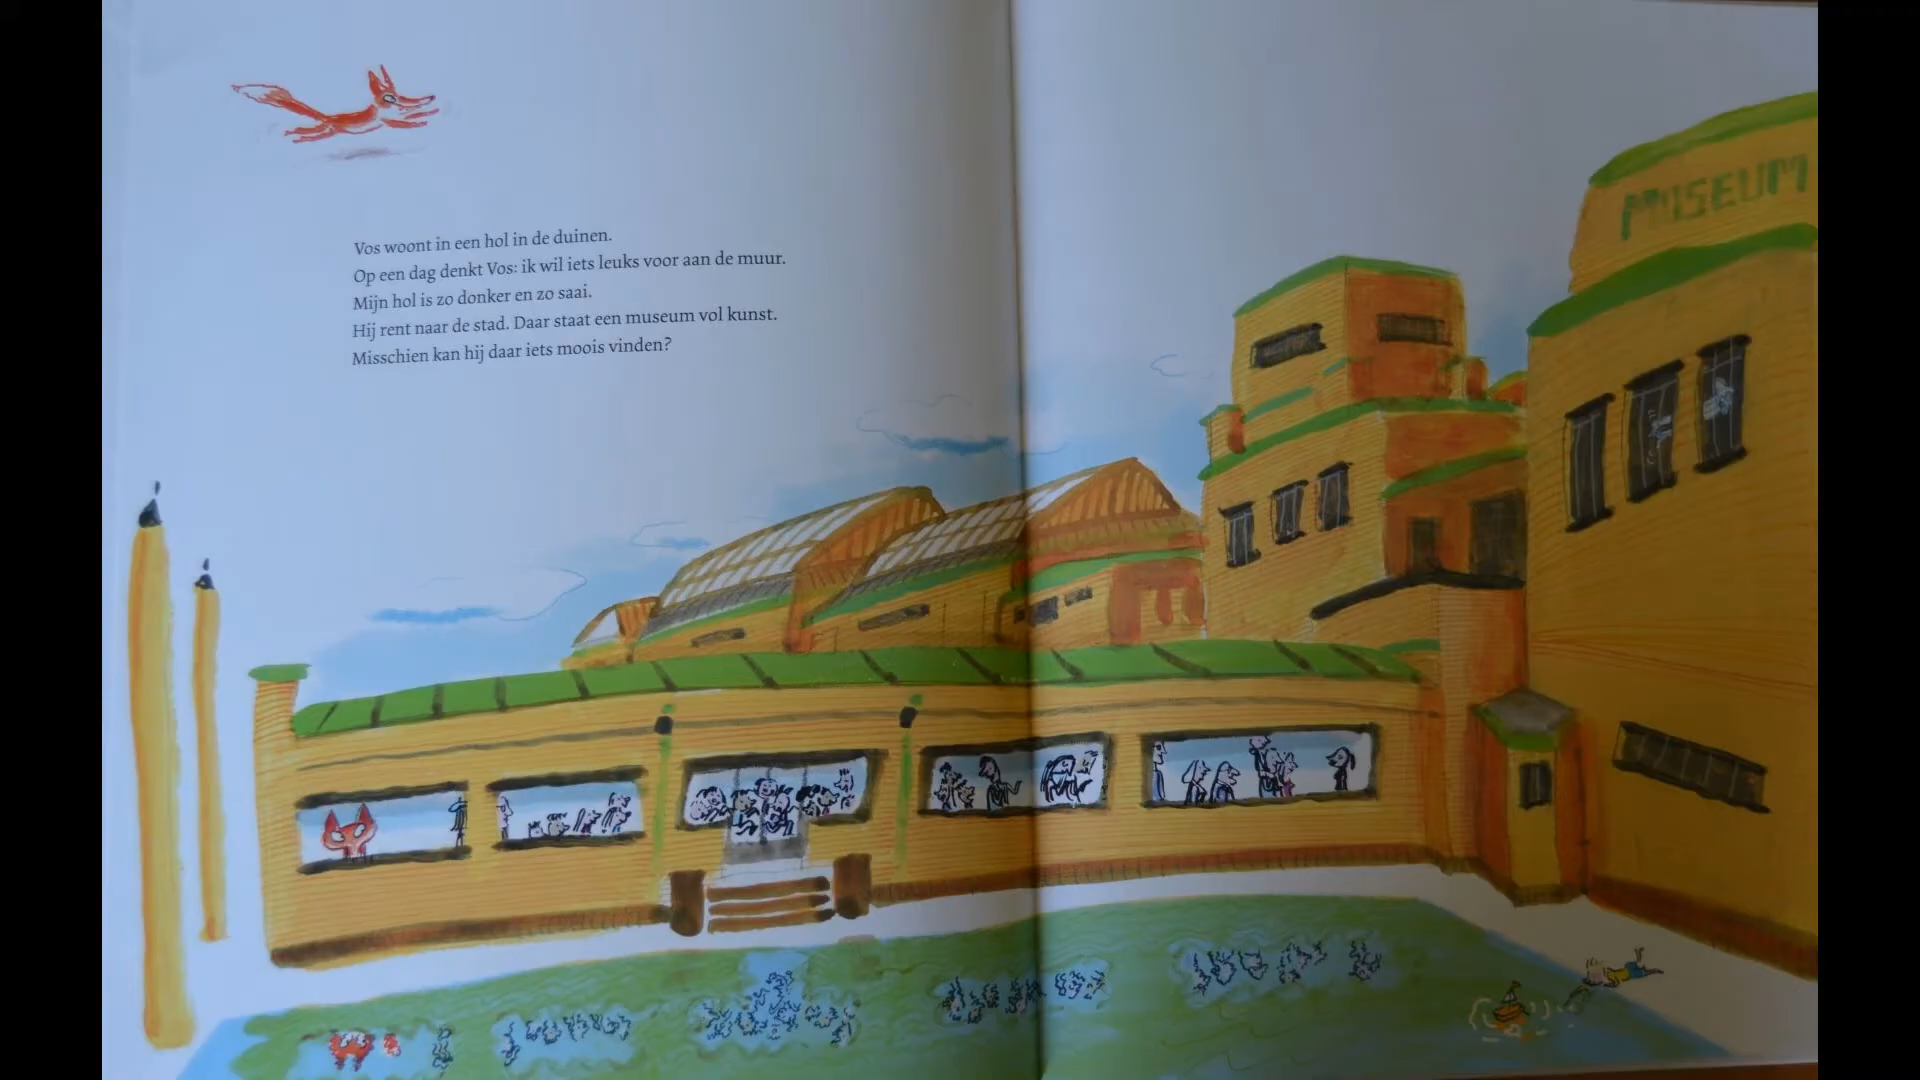 Vos woont in een hol in de duinen.
Op een dag denkt Vos: ik wil iets leuks voor aan de muur.
Mijn hol is zo donker en zo saai.
Hij rent naar de stad. Daar staat een museum vol kunst.
Misschien kan hij daar iets moois vinden?
MUSEUM